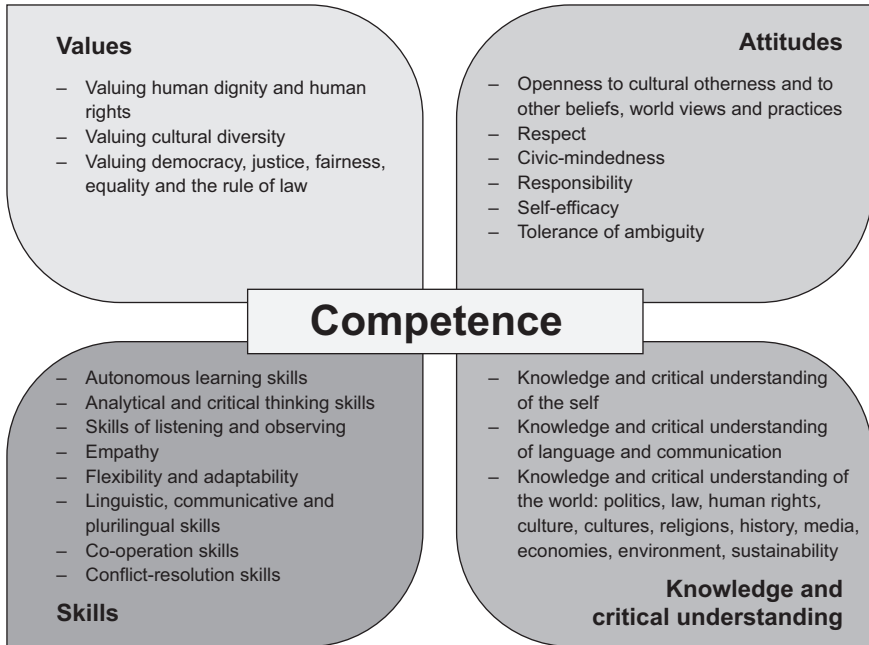 Values
– Valuing human dignity and human
rights
– Valuing cultural diversity
– Valuing democracy, justice, fairness,
equality and the rule of law
Attitudes
– Openness to cultural otherness and to
other beliefs, world views and practices
– Respect
– Civic-mindedness
– Responsibility
– Self-efficacy
– Tolerance of ambiguity
Competence
– Autonomous learning skills
– Analytical and critical thinking skills
– Skills of listening and observing
– Empathy
– Flexibility and adaptability
– Linguistic, communicative and
plurilingual skills
– Co-operation skills
– Conflict-resolution skills
Skills
– Knowledge and critical understanding
of the self
– Knowledge and critical understanding
of language and communication
– Knowledge and critical understanding of
the world: politics, law, human rights,
culture, cultures, religions, history, media,
economies, environment, sustainability
Knowledge and
critical understanding